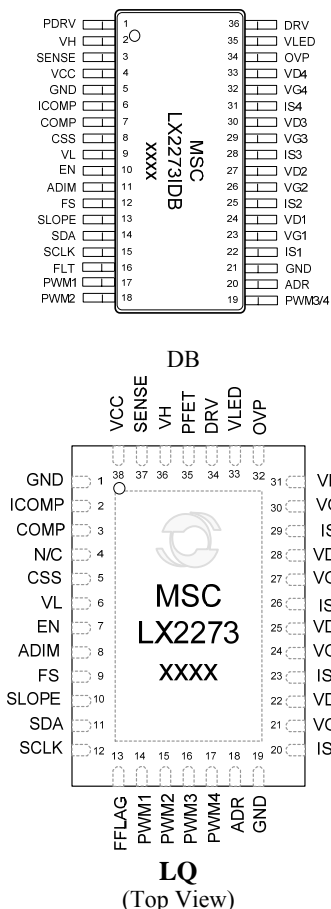 PDRV 1 36 DRV
VH 2 35 VLED
SENSE 3 34 OVP
VCC 4 33 VD4
GND 5 32 VG4
ICOMP 6 31 IS4
COMP 7 30 VD3
CSS 8 29 VG3
VL 9 28 IS3
EN 10 27 VD2
ADIM 11 26 VG2
FS 12 25 IS2
SLOPE 13 24 VD1
SDA 14 23 VG1
SCLK 15 22 IS1
FLT 16 21 GND
PWM1 17 20 ADR
PWM2 18 19 PWM3/4
MSC
LX2273IDB
xxxx
DB
VCC SENSE VH PFET DRV VLED OVP
38 37 36 35 34 33 32
GND 1 31
ICOMP 2 30
COMP 3 29
N/C 4 28
CSS 5 27
VL 6 26
EN 7 25
ADIM 8 24
FS 9 23
SLOPE 10 22
SDA 11 21
SCLK 12 20
MSC
LX2273
xxxx
13 14 15 16 17 18 19
FFLAG PWM1 PWM2 PWM3 PWM4 ADR GND
LQ
(Top View)